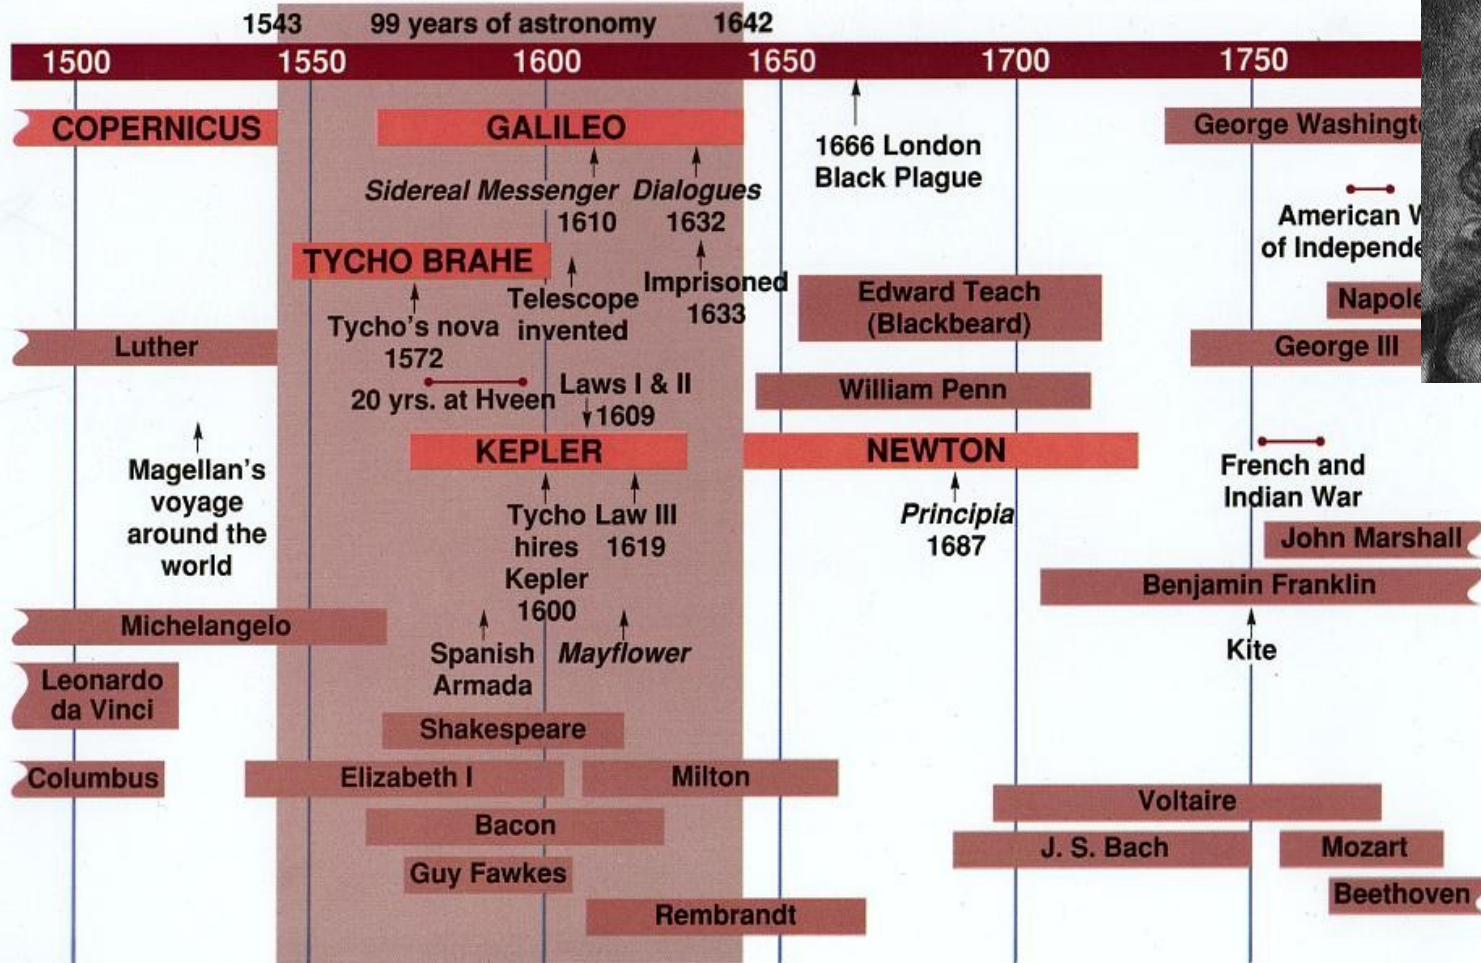 1543 99 years of astronomy 1642
1500 1550 1600 1650 1700 1750
COPERNICUS
GALILEO
George Washingt
1666 London
Black Plague
Sidereal Messenger
1610
Dialogues
1632
American
of Independe
TYCHO BRAHE
Telescope
invented
Imprisoned
1633
Edward Teach
(Blackbeard)
Napole
Tycho's nova
1572
Luther
George III
20 yrs. at Hveen
Laws I & II
1609
William Penn
KEPLER
NEWTON
Magellan's
voyage
around the
world
French and
Indian War
Tycho
hires
Kepler
1600
Law III
1619
Principia
1687
John Marshall
Benjamin Franklin
Michelangelo
Spanish
Armada
Mayflower
Kite
Leonardo
da Vinci
Shakespeare
Columbus
Elizabeth I
Milton
Voltaire
Bacon
J. S. Bach
Mozart
Guy Fawkes
Beethoven
Rembrandt